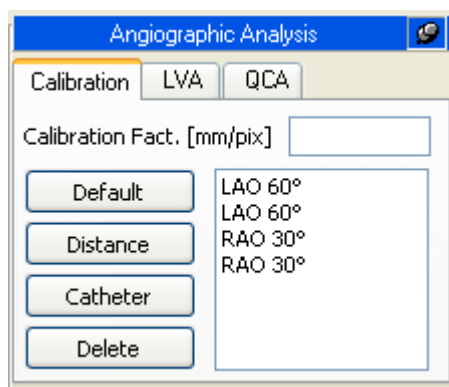 Angiographic Analysis
Calibration LVA QCA
Calibration Fact. [mm/pix]
Default
Distance
Catheter
Delete
LAO 60°
LAO 60°
RAO 30°
RAO 30°